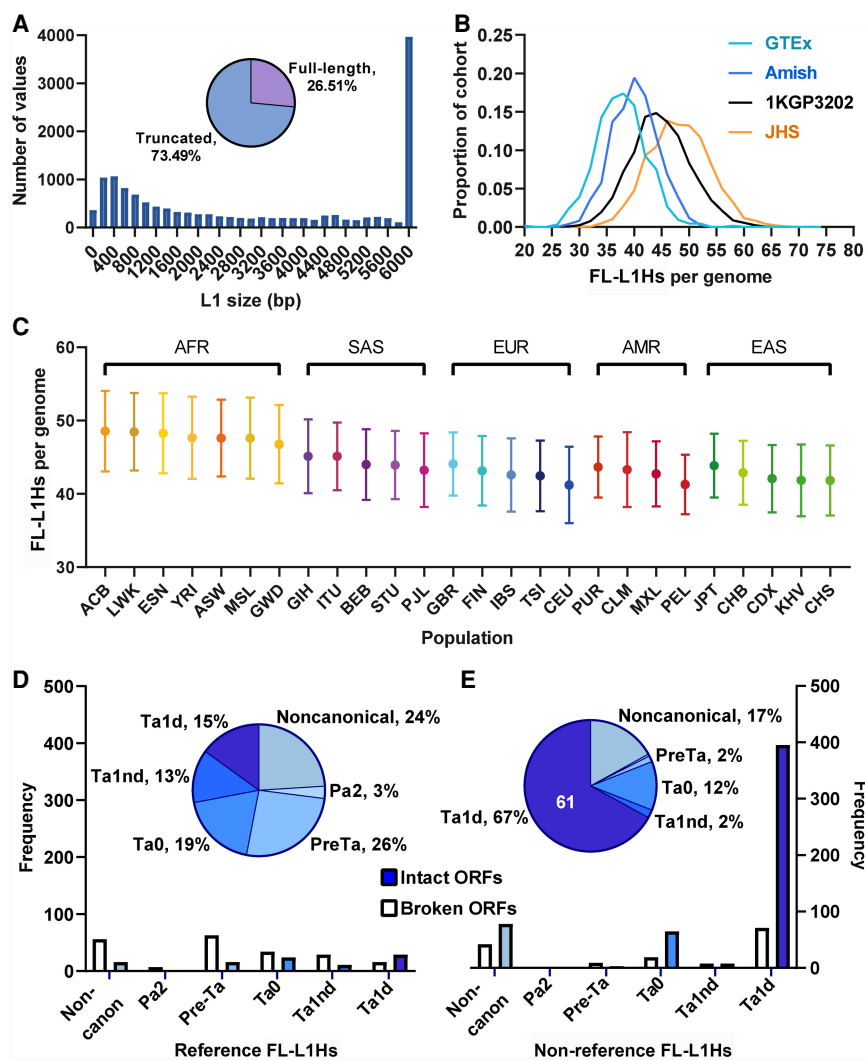 A
Number of values
4000
3000
2000
1000
0
Full-length,
26.51%
Truncated,
73.49%
0
400
800
1200
1600
2000
2400
2800
3200
3600
4000
4400
4800
5200
5600
6000
L1 size (bp)
B
Proportion of cohort
0.25
0.20
0.15
0.10
0.05
0.00
GTEx
Amish
1KGP3202
JHS
20 25 30 35 40 45 50 55 60 65 70 75 80
FL-L1Hs per genome
C
FL-L1Hs per genome
60
50
40
30
AFR
SAS
EUR
AMR
EAS
ACB
LWK
ESN
YRI
ASW
MSL
GWD
GIH
ITU
BEB
STU
PJL
GBR
FIN
IBS
TSI
CEU
PUR
CLM
MXL
PEL
JPT
CHB
CDX
KHV
CHS
Population
D
Frequency
500
400
300
200
100
0
Ta1d, 15%
Noncanonical, 24%
Ta1nd, 13%
Pa2, 3%
Ta0, 19%
PreTa, 26%
Intact ORFs
Broken ORFs
Non-
canon
Pa2
Pre-Ta
Ta0
Ta1nd
Ta1d
Reference FL-L1Hs
E
Noncanonical, 17%
PreTa, 2%
Ta0, 12%
Ta1nd, 2%
Ta1d, 67%
61
500
400
300
200
100
0
Frequency
Non-
canon
Pa2
Pre-Ta
Ta0
Ta1nd
Ta1d
Non-reference FL-L1Hs